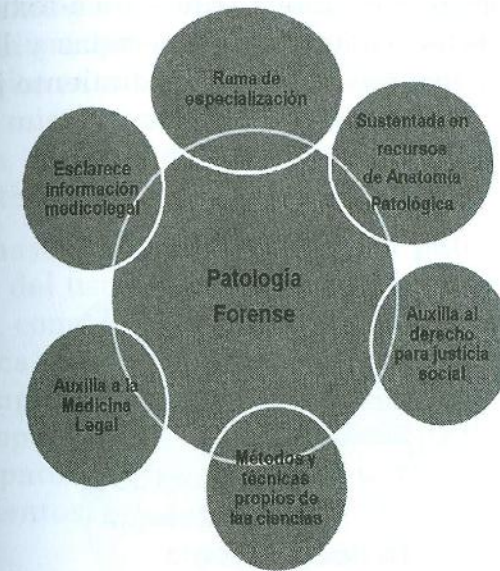 Rama de
especialización
Sustentada en
recursos
de Anatomía
Patológica
Esclarece
información
medicolegal
Patología
Forense
Auxilia al
derecho
para justicia
social
Auxilia a la
Medicina
Legal
Métodos y
técnicas
propios de
las ciencias